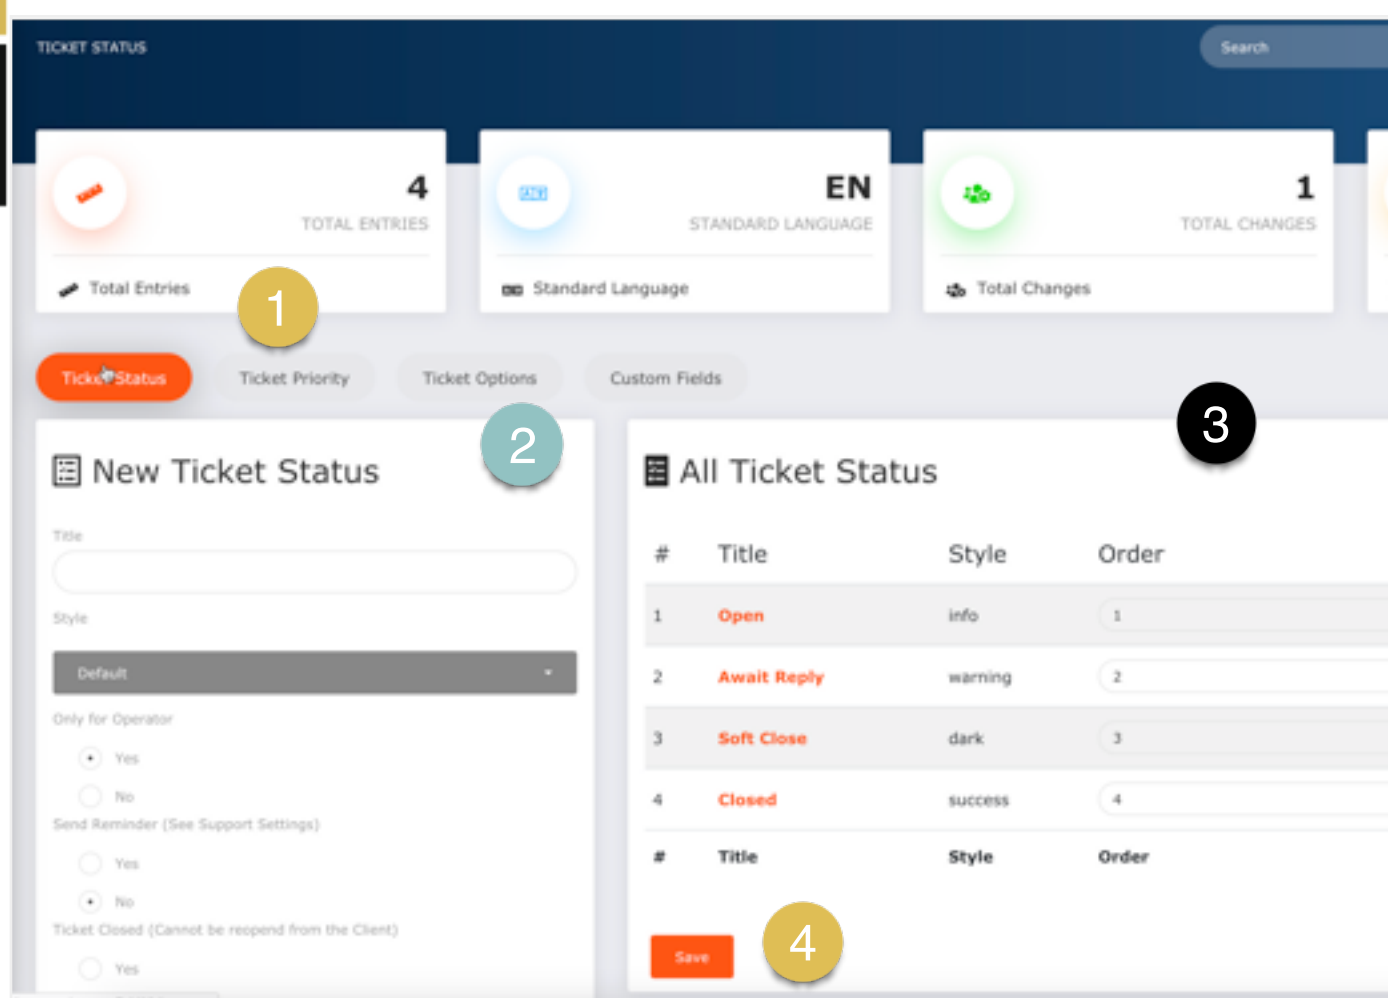 TICKET STATUS
Search
4
TOTAL ENTRIES
Total Entries
EN
STANDARD LANGUAGE
Standard Language
1
TOTAL CHANGES
Total Changes
1
Ticket Status
Ticket Priority
Ticket Options
Custom Fields
2
3
New Ticket Status
Title
Style
Default
Only for Operator
Yes
No
Send Reminder (See Support Settings)
Yes
No
Ticket Closed (Cannot be reopend from the Client)
Yes
All Ticket Status
# Title Style Order
1 Open info 1
2 Await Reply warning 2
3 Soft Close dark 3
4 Closed success 4
# Title Style Order
Save
4